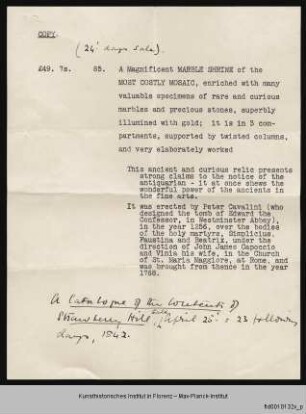 COPY.
(24' days sale).
£49. 7s. 85. A Magnificent MARBLE SHRINE of the
MOST COSTLY MOSAIC, enriched with many
valuable specimens of rare and curious
marbles and precious stones, superbly
illumined with gold; it is in 3 com-
partments, supported by twisted columns,
and very elaborately worked
This ancient and curious relic presents
strong claims to the notice of the
antiquarian - it at once shews the
wonderful power of the ancients in
the fine arts.
It was erected by Peter Cavalini (who
designed the tomb of Edward the
Confessor, in Westminster Abbey),
in the year 1256, over the bodies
of the holy martyrs, Simplicius,
Faustina and Beatrix, under the
direction of John James Capoccio
and Vinia his wife, in the Church
of St. Maria Maggiore, at Rome, and
was brought from thence in the year
1768.
A Catalogue of the Contents of
Strawberry Hill, April 25' & 23 following
days, 1842.
Kunsthistorisches Institut in Florenz – Max-Planck-Institut